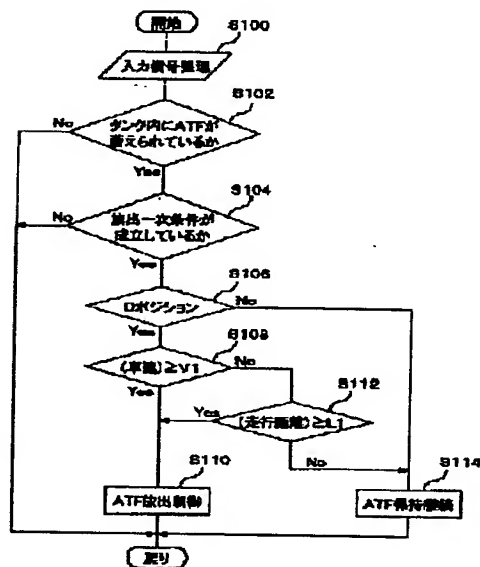 開始
S100
入力信号整理
S102
タンク内にATFが
蓄えられているか
No
Yes
S104
放出一次条件が
成立しているか
No
Yes
S106
Dポジション
No
Yes
S108
(車速)≥V1
No
Yes
S112
(走行距離)≥L1
Yes
No
S110
ATF放出制御
S114
ATF保持継続
戻り